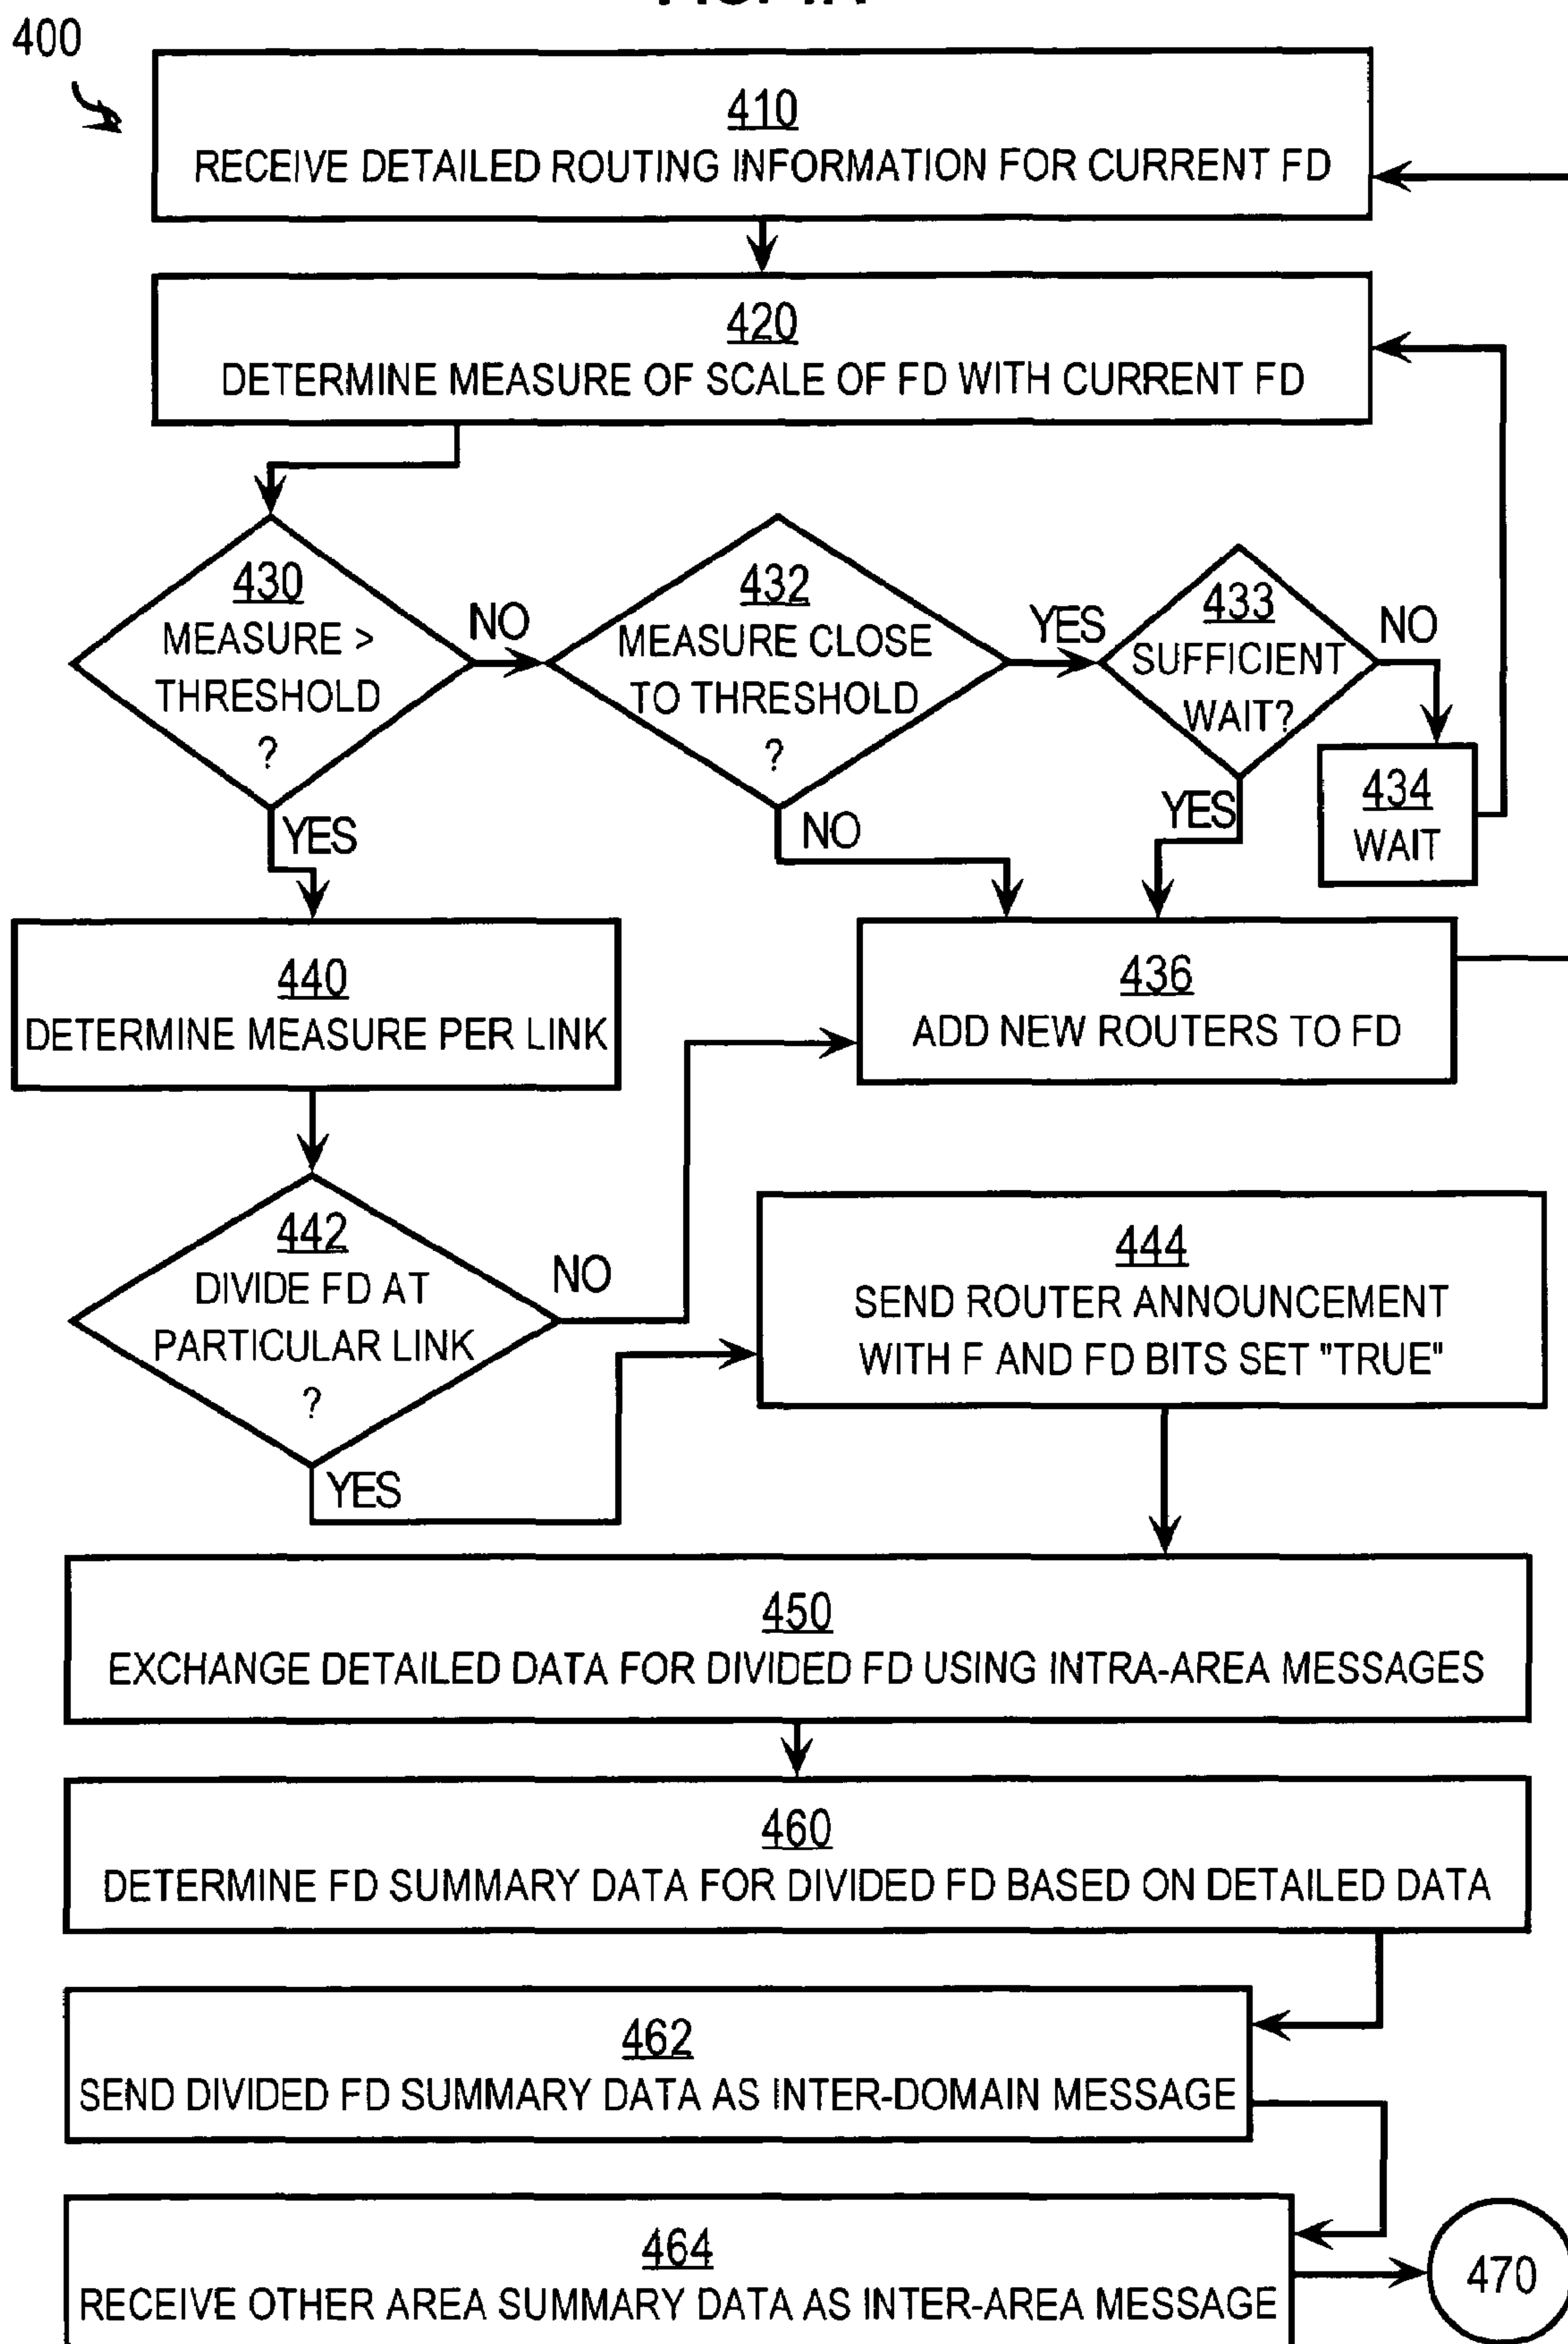 400
410
RECEIVE DETAILED ROUTING INFORMATION FOR CURRENT FD
420
DETERMINE MEASURE OF SCALE OF FD WITH CURRENT FD
430
MEASURE >
THRESHOLD
?
NO
432
MEASURE CLOSE
TO THRESHOLD
?
YES
433
SUFFICIENT
WAIT?
NO
434
WAIT
YES
NO
YES
440
DETERMINE MEASURE PER LINK
436
ADD NEW ROUTERS TO FD
442
DIVIDE FD AT
PARTICULAR LINK
?
NO
YES
444
SEND ROUTER ANNOUNCEMENT
WITH F AND FD BITS SET "TRUE"
450
EXCHANGE DETAILED DATA FOR DIVIDED FD USING INTRA-AREA MESSAGES
460
DETERMINE FD SUMMARY DATA FOR DIVIDED FD BASED ON DETAILED DATA
462
SEND DIVIDED FD SUMMARY DATA AS INTER-DOMAIN MESSAGE
464
RECEIVE OTHER AREA SUMMARY DATA AS INTER-AREA MESSAGE
470